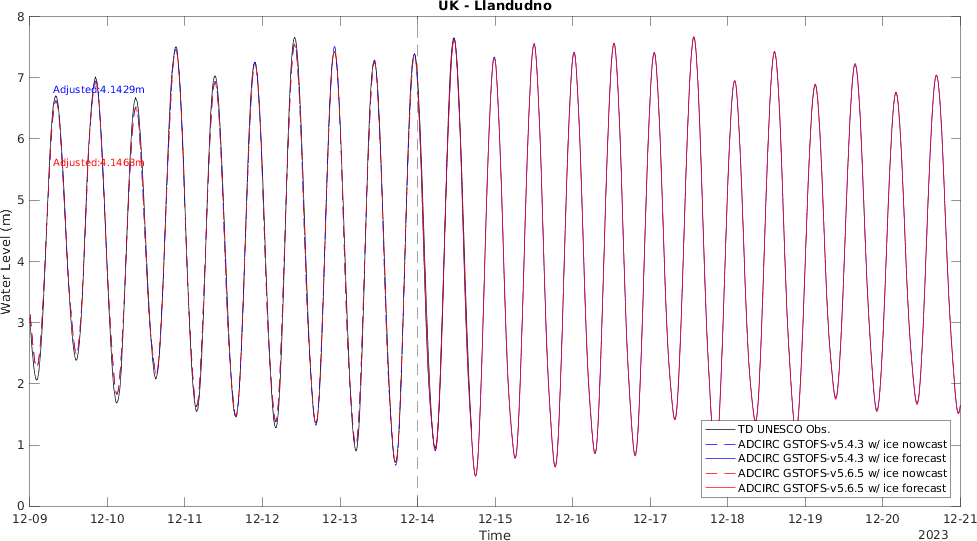 UK - Llandudno
8
7
6
5
4
3
2
1
0
Water Level (m)
Adjusted:4.1429m
Adjusted:4.1463m
TD UNESCO Obs.
ADCIRC GSTOFS-v5.4.3 w/ ice nowcast
ADCIRC GSTOFS-v5.4.3 w/ ice forecast
ADCIRC GSTOFS-v5.6.5 w/ ice nowcast
ADCIRC GSTOFS-v5.6.5 w/ ice forecast
12-09 12-10 12-11 12-12 12-13 12-14 12-15 12-16 12-17 12-18 12-19 12-20 12-21
Time
2023